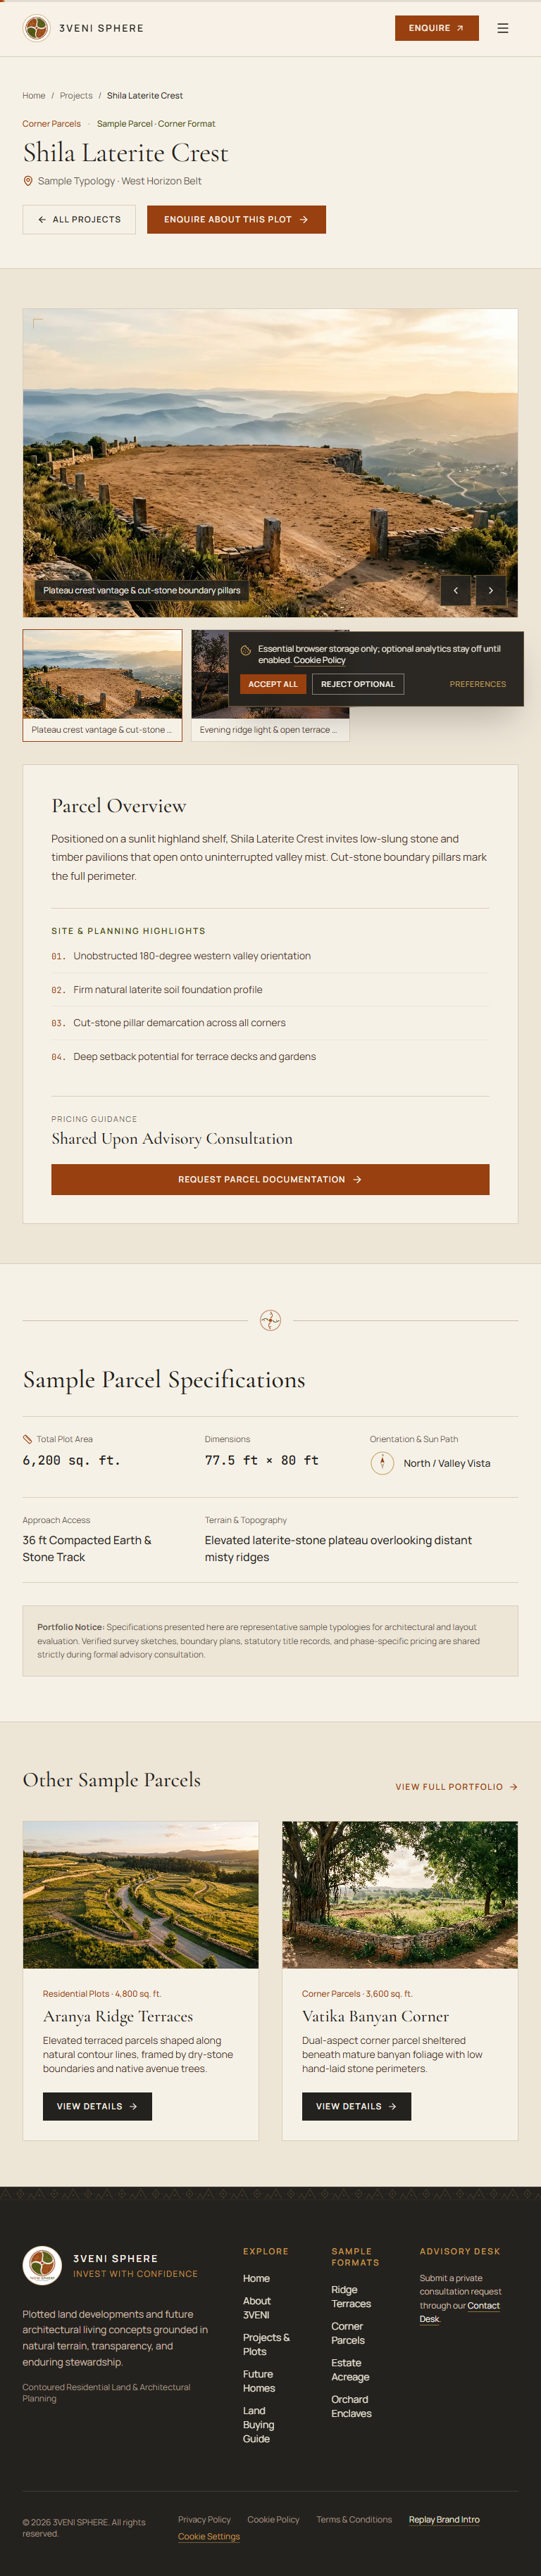 3VENI SPHERE
ENQUIRE
Home / Projects / Shila Laterite Crest
Corner Parcels · Sample Parcel · Corner Format
Shila Laterite Crest
Sample Typology · West Horizon Belt
ALL PROJECTS
ENQUIRE ABOUT THIS PLOT
Plateau crest vantage & cut-stone boundary pillars
Essential browser storage only; optional analytics stay off until
enabled. Cookie Policy
ACCEPT ALL
REJECT OPTIONAL
PREFERENCES
Plateau crest vantage & cut-stone ...
Evening ridge light & open terrace ...
Parcel Overview
Positioned on a sunlit highland shelf, Shila Laterite Crest invites low-slung stone and
timber pavilions that open onto uninterrupted valley mist. Cut-stone boundary pillars mark
the full perimeter.
SITE & PLANNING HIGHLIGHTS
01. Unobstructed 180-degree western valley orientation
02. Firm natural laterite soil foundation profile
03. Cut-stone pillar demarcation across all corners
04. Deep setback potential for terrace decks and gardens
PRICING GUIDANCE
Shared Upon Advisory Consultation
REQUEST PARCEL DOCUMENTATION
Sample Parcel Specifications
Total Plot Area
6,200 sq. ft.
Dimensions
77.5 ft × 80 ft
Orientation & Sun Path
North / Valley Vista
Approach Access
36 ft Compacted Earth &
Stone Track
Terrain & Topography
Elevated laterite-stone plateau overlooking distant
misty ridges
Portfolio Notice: Specifications presented here are representative sample typologies for architectural and layout
evaluation. Verified survey sketches, boundary plans, statutory title records, and phase-specific pricing are shared
strictly during formal advisory consultation.
Other Sample Parcels
VIEW FULL PORTFOLIO
Residential Plots · 4,800 sq. ft.
Aranya Ridge Terraces
Elevated terraced parcels shaped along
natural contour lines, framed by dry-stone
boundaries and native avenue trees.
VIEW DETAILS
Corner Parcels · 3,600 sq. ft.
Vatika Banyan Corner
Dual-aspect corner parcel sheltered
beneath mature banyan foliage with low
hand-laid stone perimeters.
VIEW DETAILS
3VENI SPHERE
INVEST WITH CONFIDENCE
Plotted land developments and future
architectural living concepts grounded in
natural terrain, transparency, and
enduring stewardship.
Contoured Residential Land & Architectural
Planning
EXPLORE
Home
About
3VENI
Projects &
Plots
Future
Homes
Land
Buying
Guide
SAMPLE
FORMATS
Ridge
Terraces
Corner
Parcels
Estate
Acreage
Orchard
Enclaves
ADVISORY DESK
Submit a private
consultation request
through our Contact
Desk.
© 2026 3VENI SPHERE. All rights
reserved.
Privacy Policy
Cookie Policy
Terms & Conditions
Replay Brand Intro
Cookie Settings